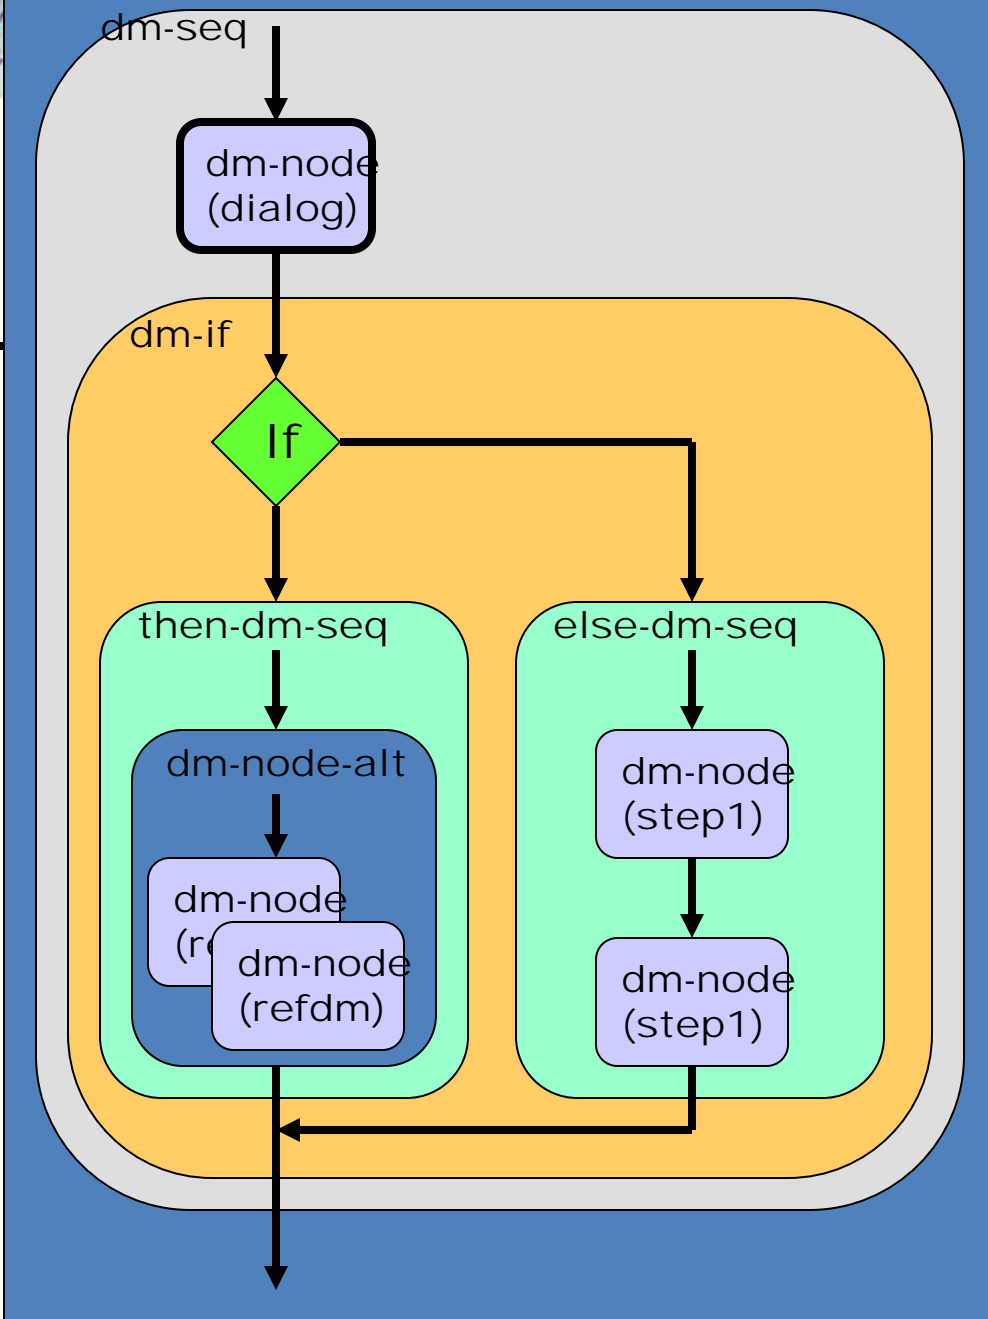 dm-seq
dm-node
(dialog)
dm-if
If
then-dm-seq
else-dm-seq
dm-node-alt
dm-node
dm-node
(refdm)
dm-node
(step1)
dm-node
(step1)